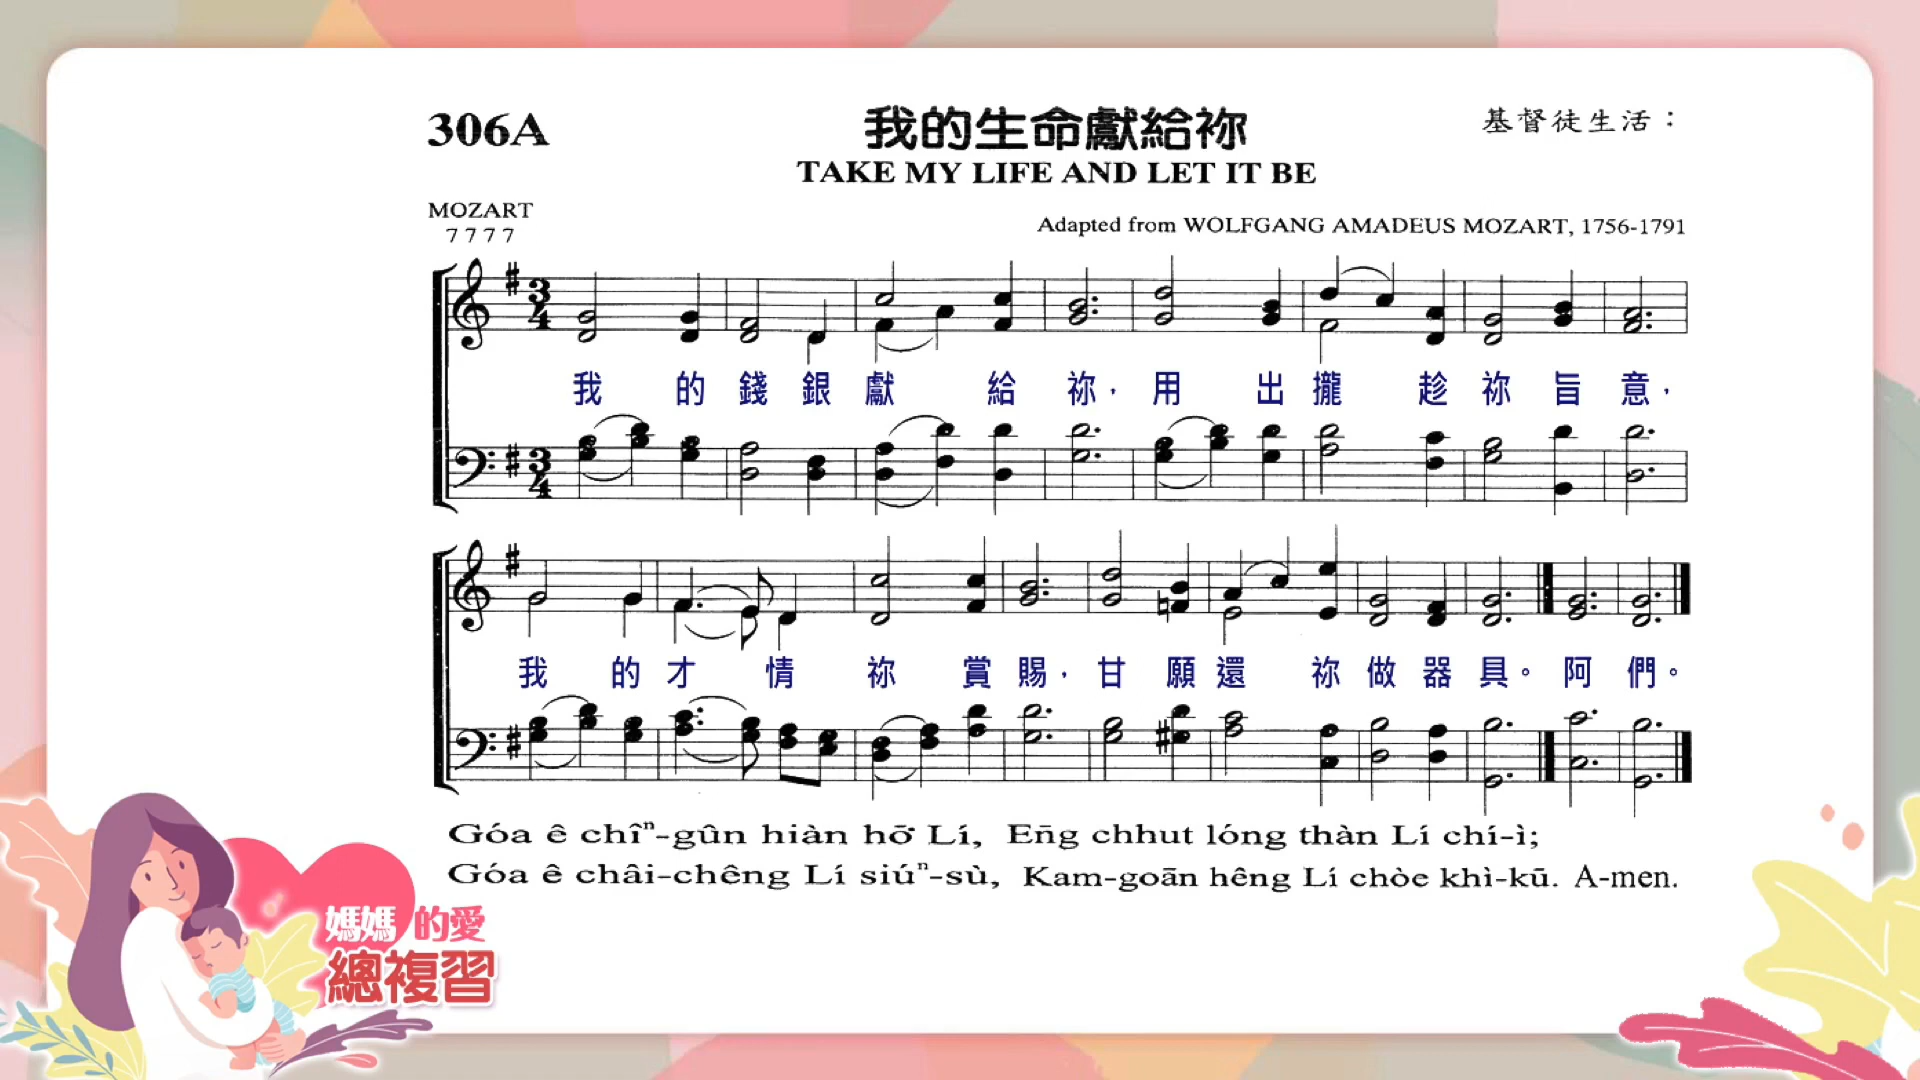 306A
我的生命獻給祢
基督徒生活：
TAKE MY LIFE AND LET IT BE
MOZART
7 7 7 7
Adapted from WOLFGANG AMADEUS MOZART, 1756-1791
我的錢銀獻給祢，用出攏趁祢旨意，
我的才情祢賞賜，甘願還祢做器具。阿們。
Góa ê chîⁿ-gûn hiàn hō͘ Lí, Ēng chhut lóng thàn Lí chí-ì;
Góa ê châi-chêng Lí siúⁿ-sù, Kam-goān hêng Lí chòe khì-kū. A-men.
媽媽的愛
總複習